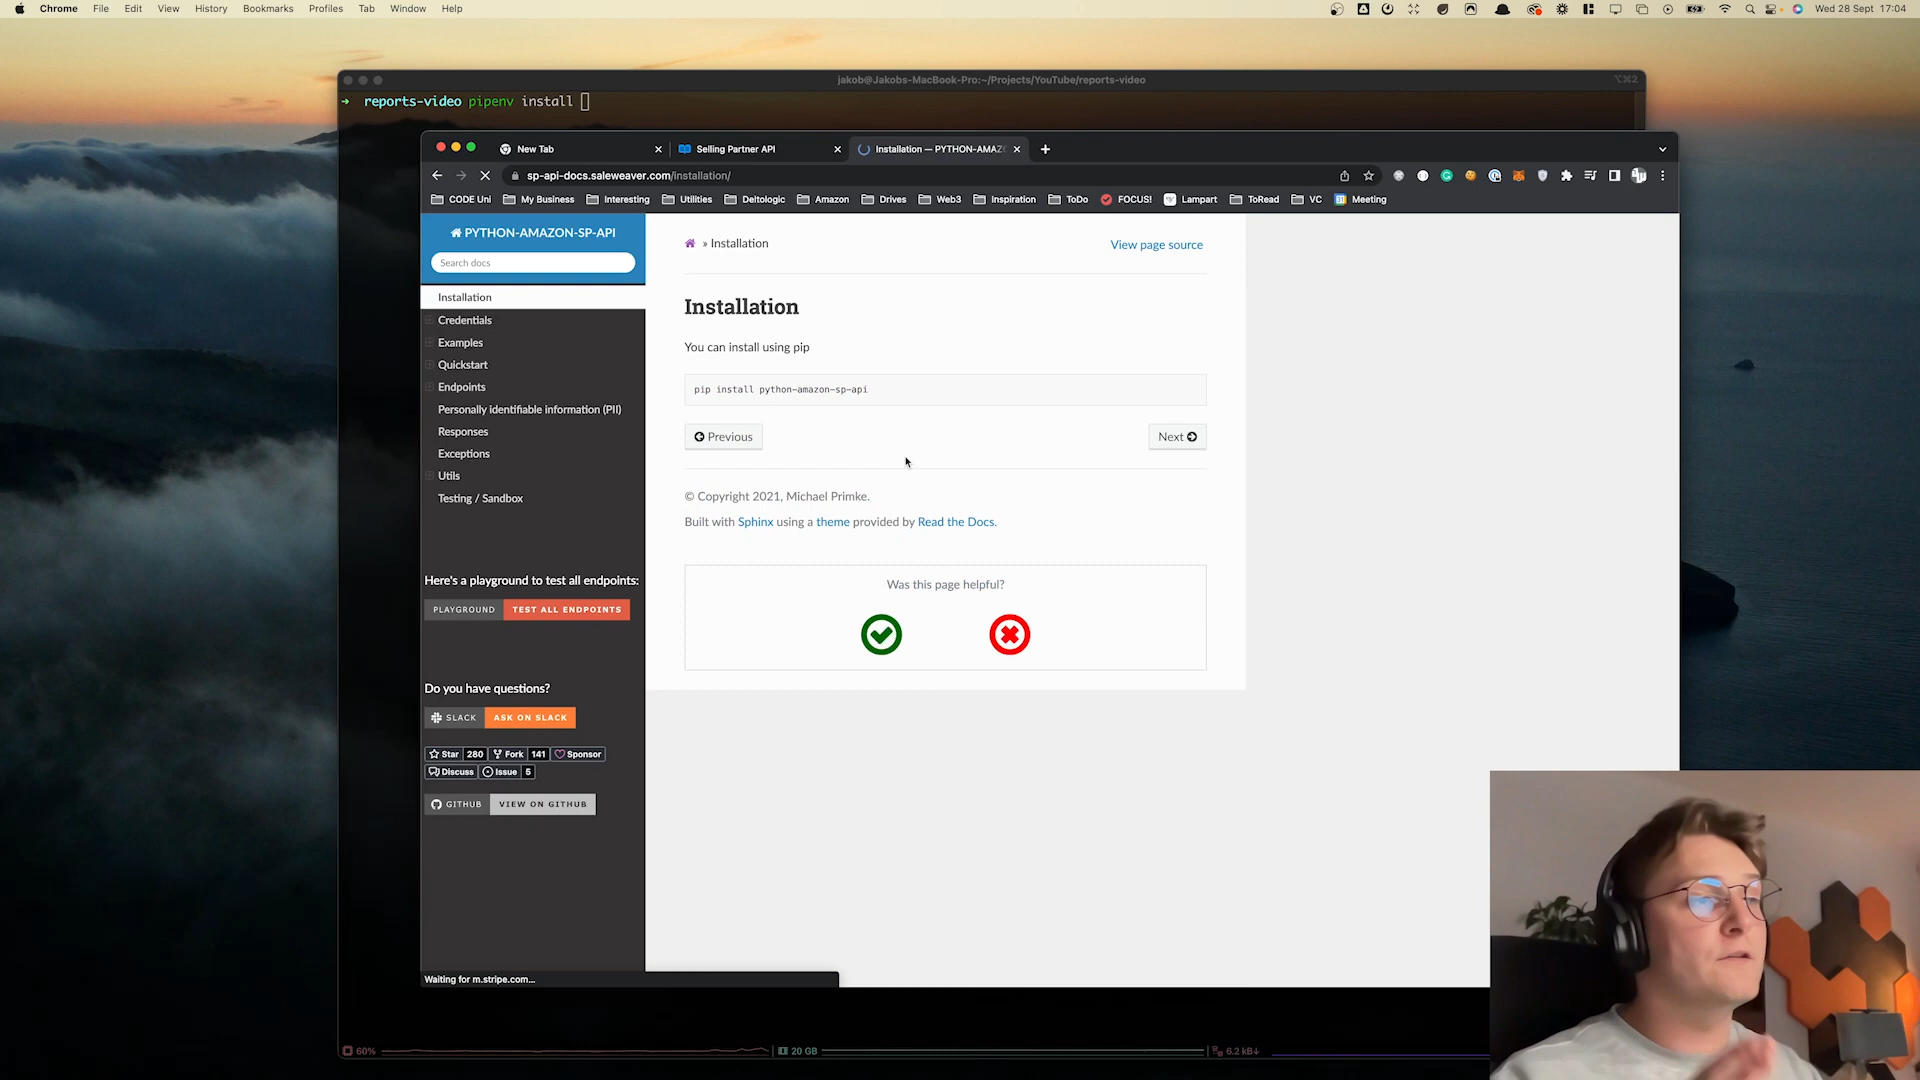 Chrome File Edit View History Bookmarks Profiles Tab Window Help
Wed 28 Sept 17:04
jakob@Jakobs-MacBook-Pro:~/Projects/YouTube/reports-video
⌥⌘2
→ reports-video pipenv install
New Tab
Selling Partner API
Installation — PYTHON-AMAZ
sp-api-docs.saleweaver.com/installation/
CODE Uni My Business Interesting Utilities Deltologic Amazon Drives Web3 Inspiration ToDo FOCUS! Lampart ToRead VC Meeting
PYTHON-AMAZON-SP-API
Search docs
Installation
Credentials
Examples
Quickstart
Endpoints
Personally identifiable information (PII)
Responses
Exceptions
Utils
Testing / Sandbox
Here's a playground to test all endpoints:
PLAYGROUND TEST ALL ENDPOINTS
Do you have questions?
SLACK ASK ON SLACK
Star 280 Fork 141 Sponsor
Discuss Issue 5
GITHUB VIEW ON GITHUB
» Installation
View page source
Installation
You can install using pip
pip install python-amazon-sp-api
Previous
Next
© Copyright 2021, Michael Primke.
Built with Sphinx using a theme provided by Read the Docs.
Was this page helpful?
Waiting for m.stripe.com...
60%
20 GB
6.2 kB↓